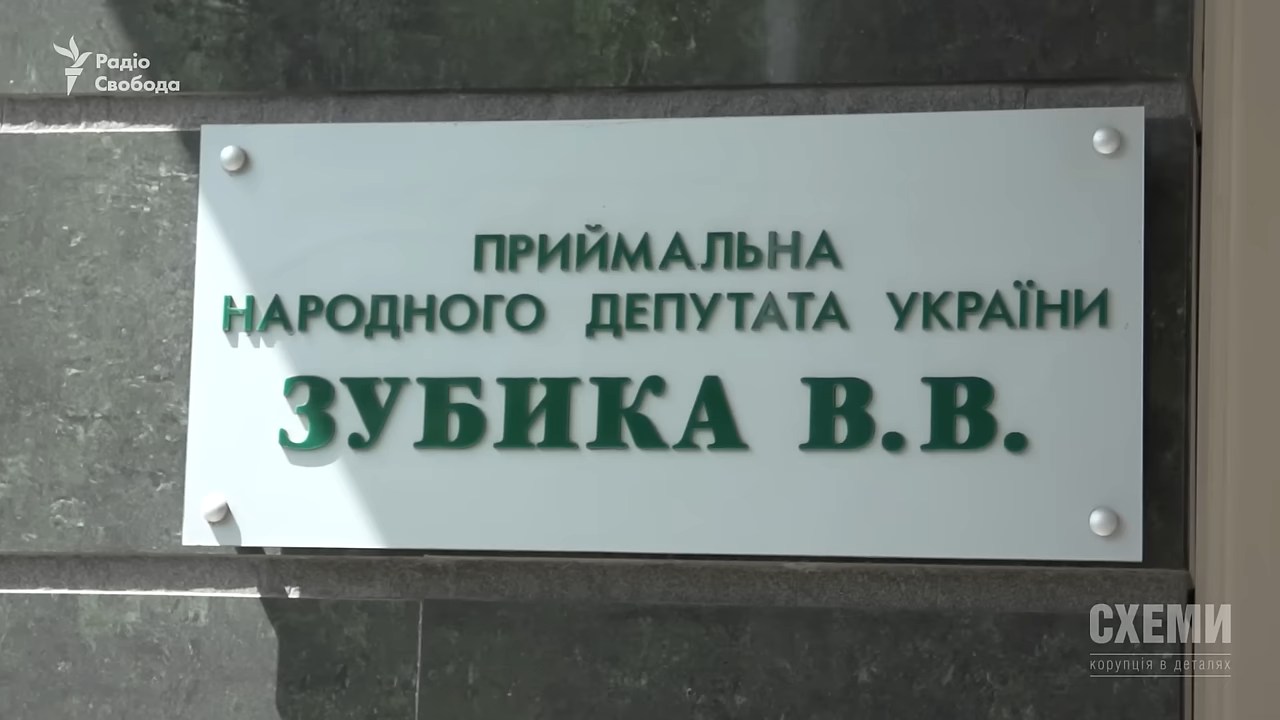 Радіо
Свобода
ПРИЙМАЛЬНА
НАРОДНОГО ДЕПУТАТА УКРАЇНИ
ЗУБИКА В.В.
СХЕМИ
корупція в деталях